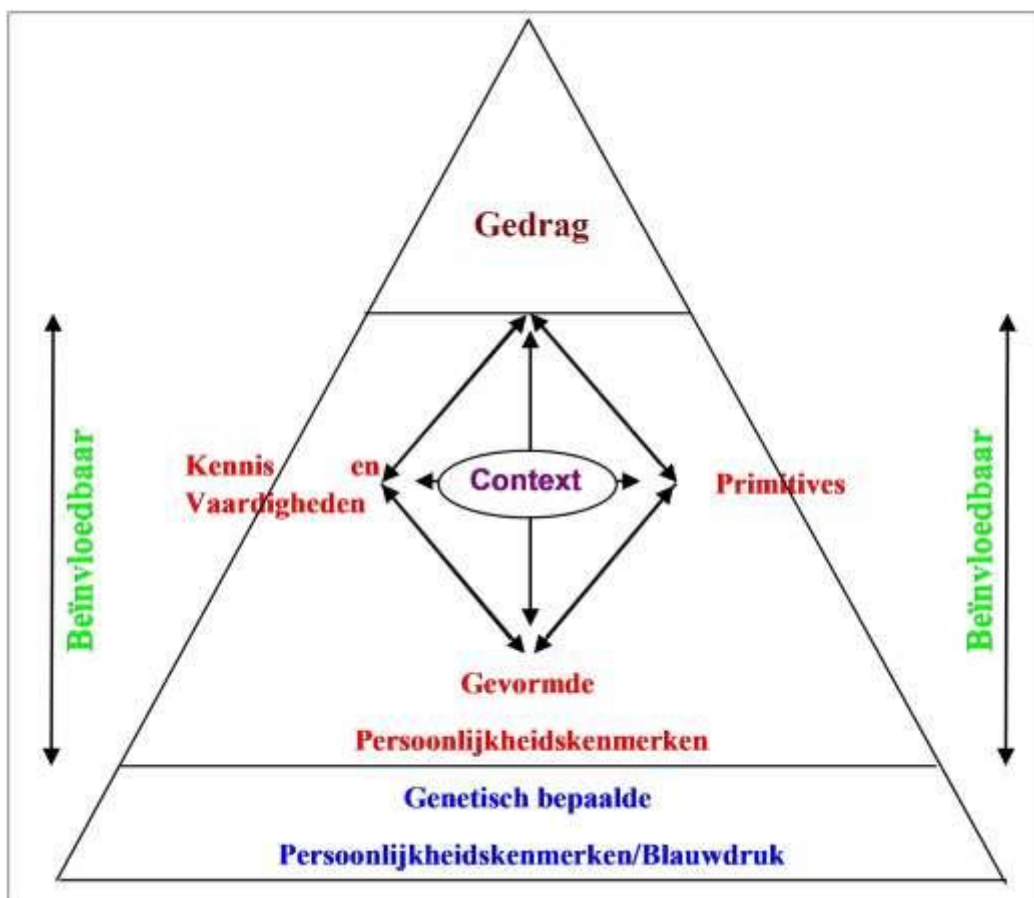 Gedrag
Beïnvloedbaar
Kennis en
Vaardigheden
Context
Primitives
Beïnvloedbaar
Gevormde
Persoonlijkheidskenmerken
Genetisch bepaalde
Persoonlijkheidskenmerken/Blauwdruk